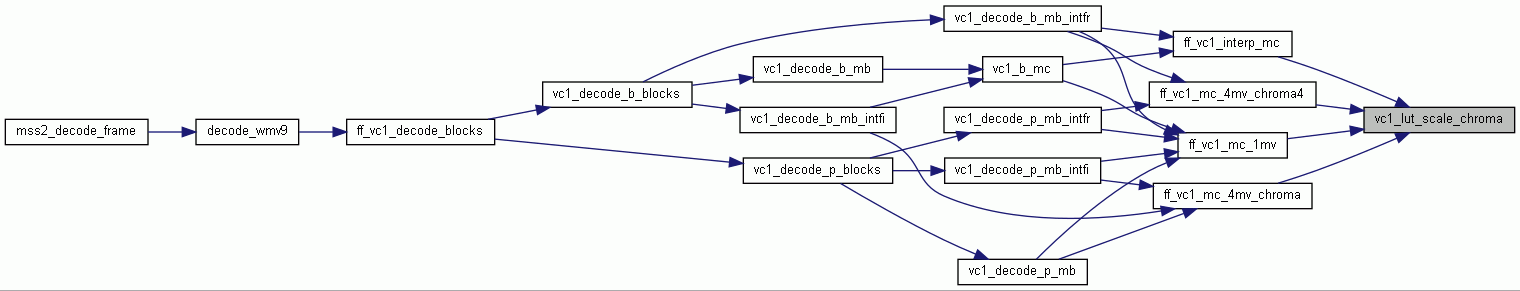 vc1_decode_b_mb_intfr
ff_vc1_interp_mc
vc1_decode_b_mb
vc1_b_mc
vc1_decode_b_blocks
ff_vc1_mc_4mv_chroma4
vc1_decode_b_mb_intfi
vc1_decode_p_mb_intfr
vc1_lut_scale_chroma
mss2_decode_frame
decode_wmv9
ff_vc1_decode_blocks
ff_vc1_mc_1mv
vc1_decode_p_blocks
vc1_decode_p_mb_intfi
ff_vc1_mc_4mv_chroma
vc1_decode_p_mb